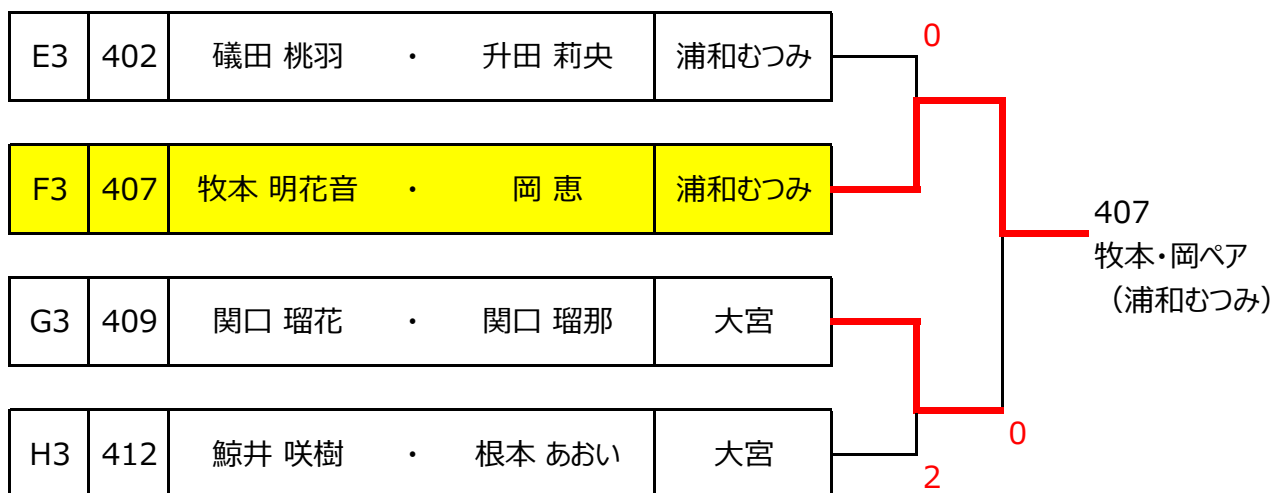 0
E3 402 礒田 桃羽 ・ 升田 莉央 浦和むつみ
F3 407 牧本 明花音 ・ 岡 恵 浦和むつみ
407
牧本・岡ペア
（浦和むつみ）
G3 409 関口 瑠花 ・ 関口 瑠那 大宮
0
H3 412 鯨井 咲樹 ・ 根本 あおい 大宮
2